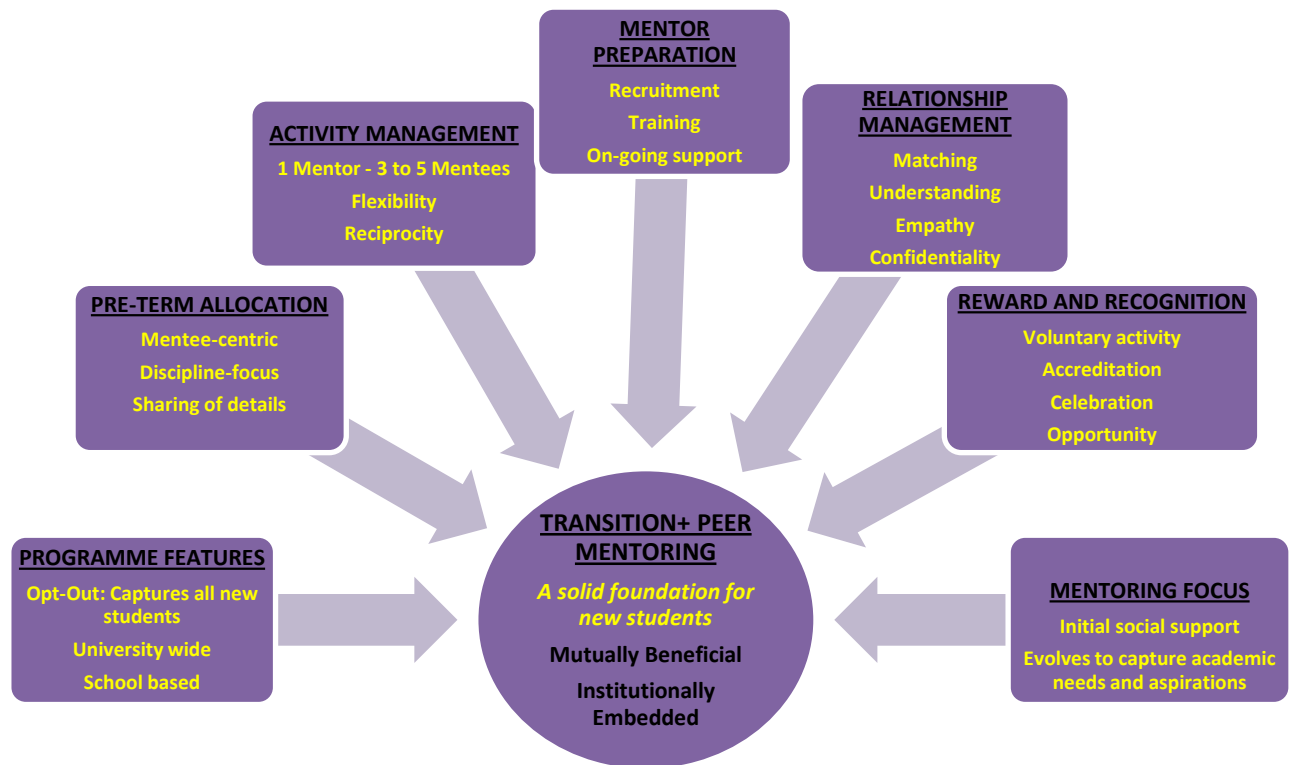 MENTOR
PREPARATION
Recruitment
Training
On-going support
ACTIVITY MANAGEMENT
1 Mentor - 3 to 5 Mentees
Flexibility
Reciprocity
RELATIONSHIP
MANAGEMENT
Matching
Understanding
Empathy
Confidentiality
PRE-TERM ALLOCATION
Mentee-centric
Discipline-focus
Sharing of details
REWARD AND RECOGNITION
Voluntary activity
Accreditation
Celebration
Opportunity
PROGRAMME FEATURES
Opt-Out: Captures all new
students
University wide
School based
TRANSITION+ PEER
MENTORING
A solid foundation for
new students
Mutually Beneficial
Institutionally
Embedded
MENTORING FOCUS
Initial social support
Evolves to capture academic
needs and aspirations